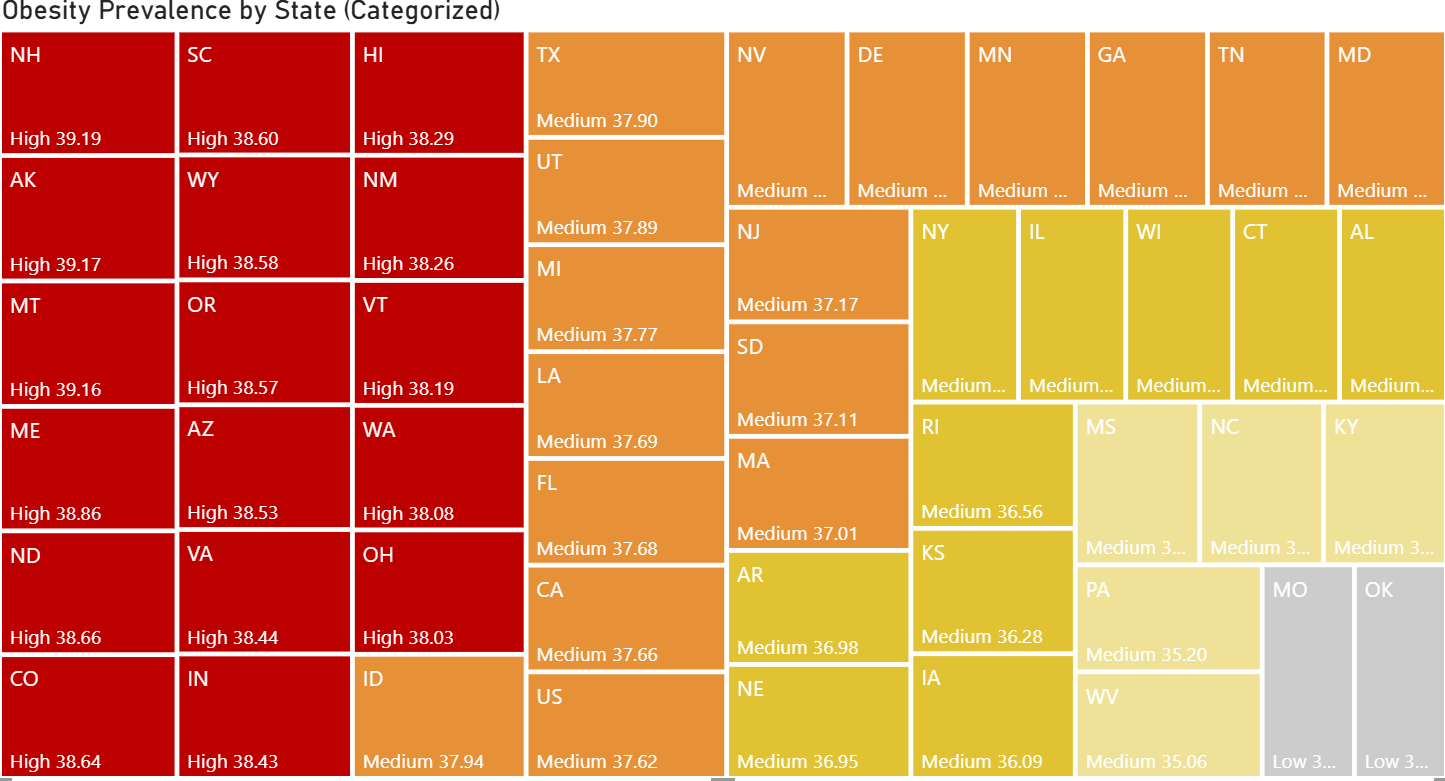 Obesity Prevalence by State (Categorized)
NH
High 39.19
AK
High 39.17
MT
High 39.16
ME
High 38.86
ND
High 38.66
CO
High 38.64
SC
High 38.60
WY
High 38.58
OR
High 38.57
AZ
High 38.53
VA
High 38.44
IN
High 38.43
HI
High 38.29
NM
High 38.26
VT
High 38.19
WA
High 38.08
OH
High 38.03
ID
Medium 37.94
TX
Medium 37.90
UT
Medium 37.89
MI
Medium 37.77
LA
Medium 37.69
FL
Medium 37.68
CA
Medium 37.66
US
Medium 37.62
NV
Medium ...
DE
Medium ...
MN
Medium ...
GA
Medium ...
TN
Medium ...
MD
Medium ...
NJ
Medium 37.17
SD
Medium 37.11
MA
Medium 37.01
AR
Medium 36.98
NE
Medium 36.95
NY
Medium...
IL
Medium...
WI
Medium...
CT
Medium...
AL
Medium...
RI
Medium 36.56
KS
Medium 36.28
IA
Medium 36.09
MS
Medium 3...
NC
Medium 3...
KY
Medium 3...
PA
Medium 35.20
WV
Medium 35.06
MO
Low 3...
OK
Low 3...